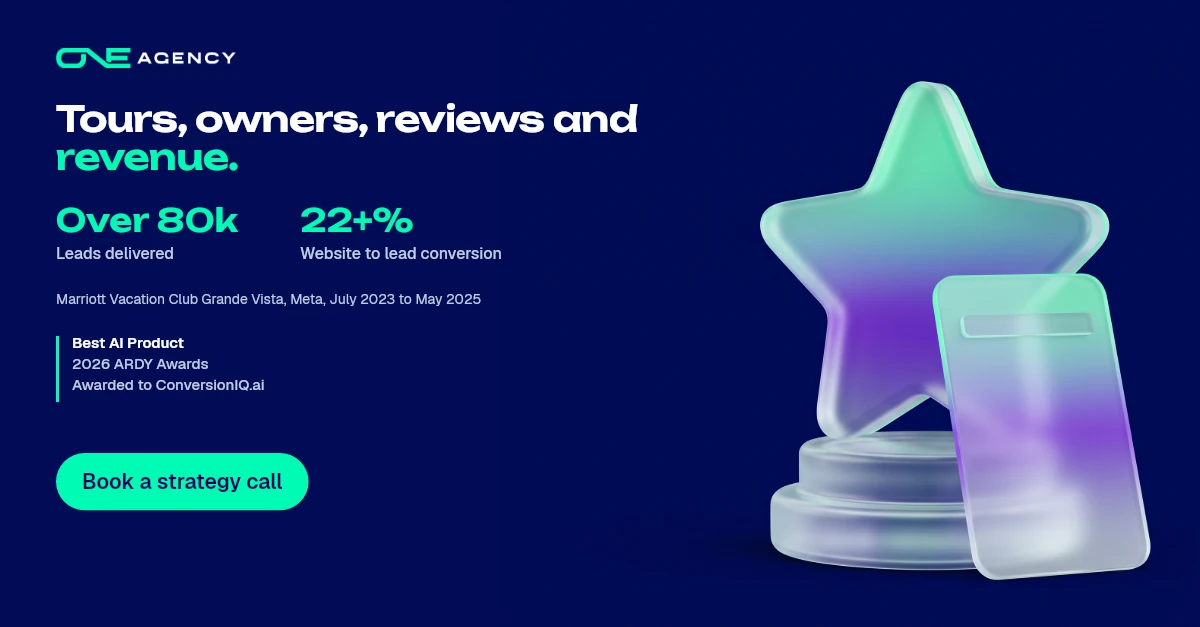 ONE AGENCY
Tours, owners, reviews and
revenue.
Over 80k
Leads delivered
22+%
Website to lead conversion
Marriott Vacation Club Grande Vista, Meta, July 2023 to May 2025
Best AI Product
2026 ARDY Awards
Awarded to ConversionIQ.ai
Book a strategy call